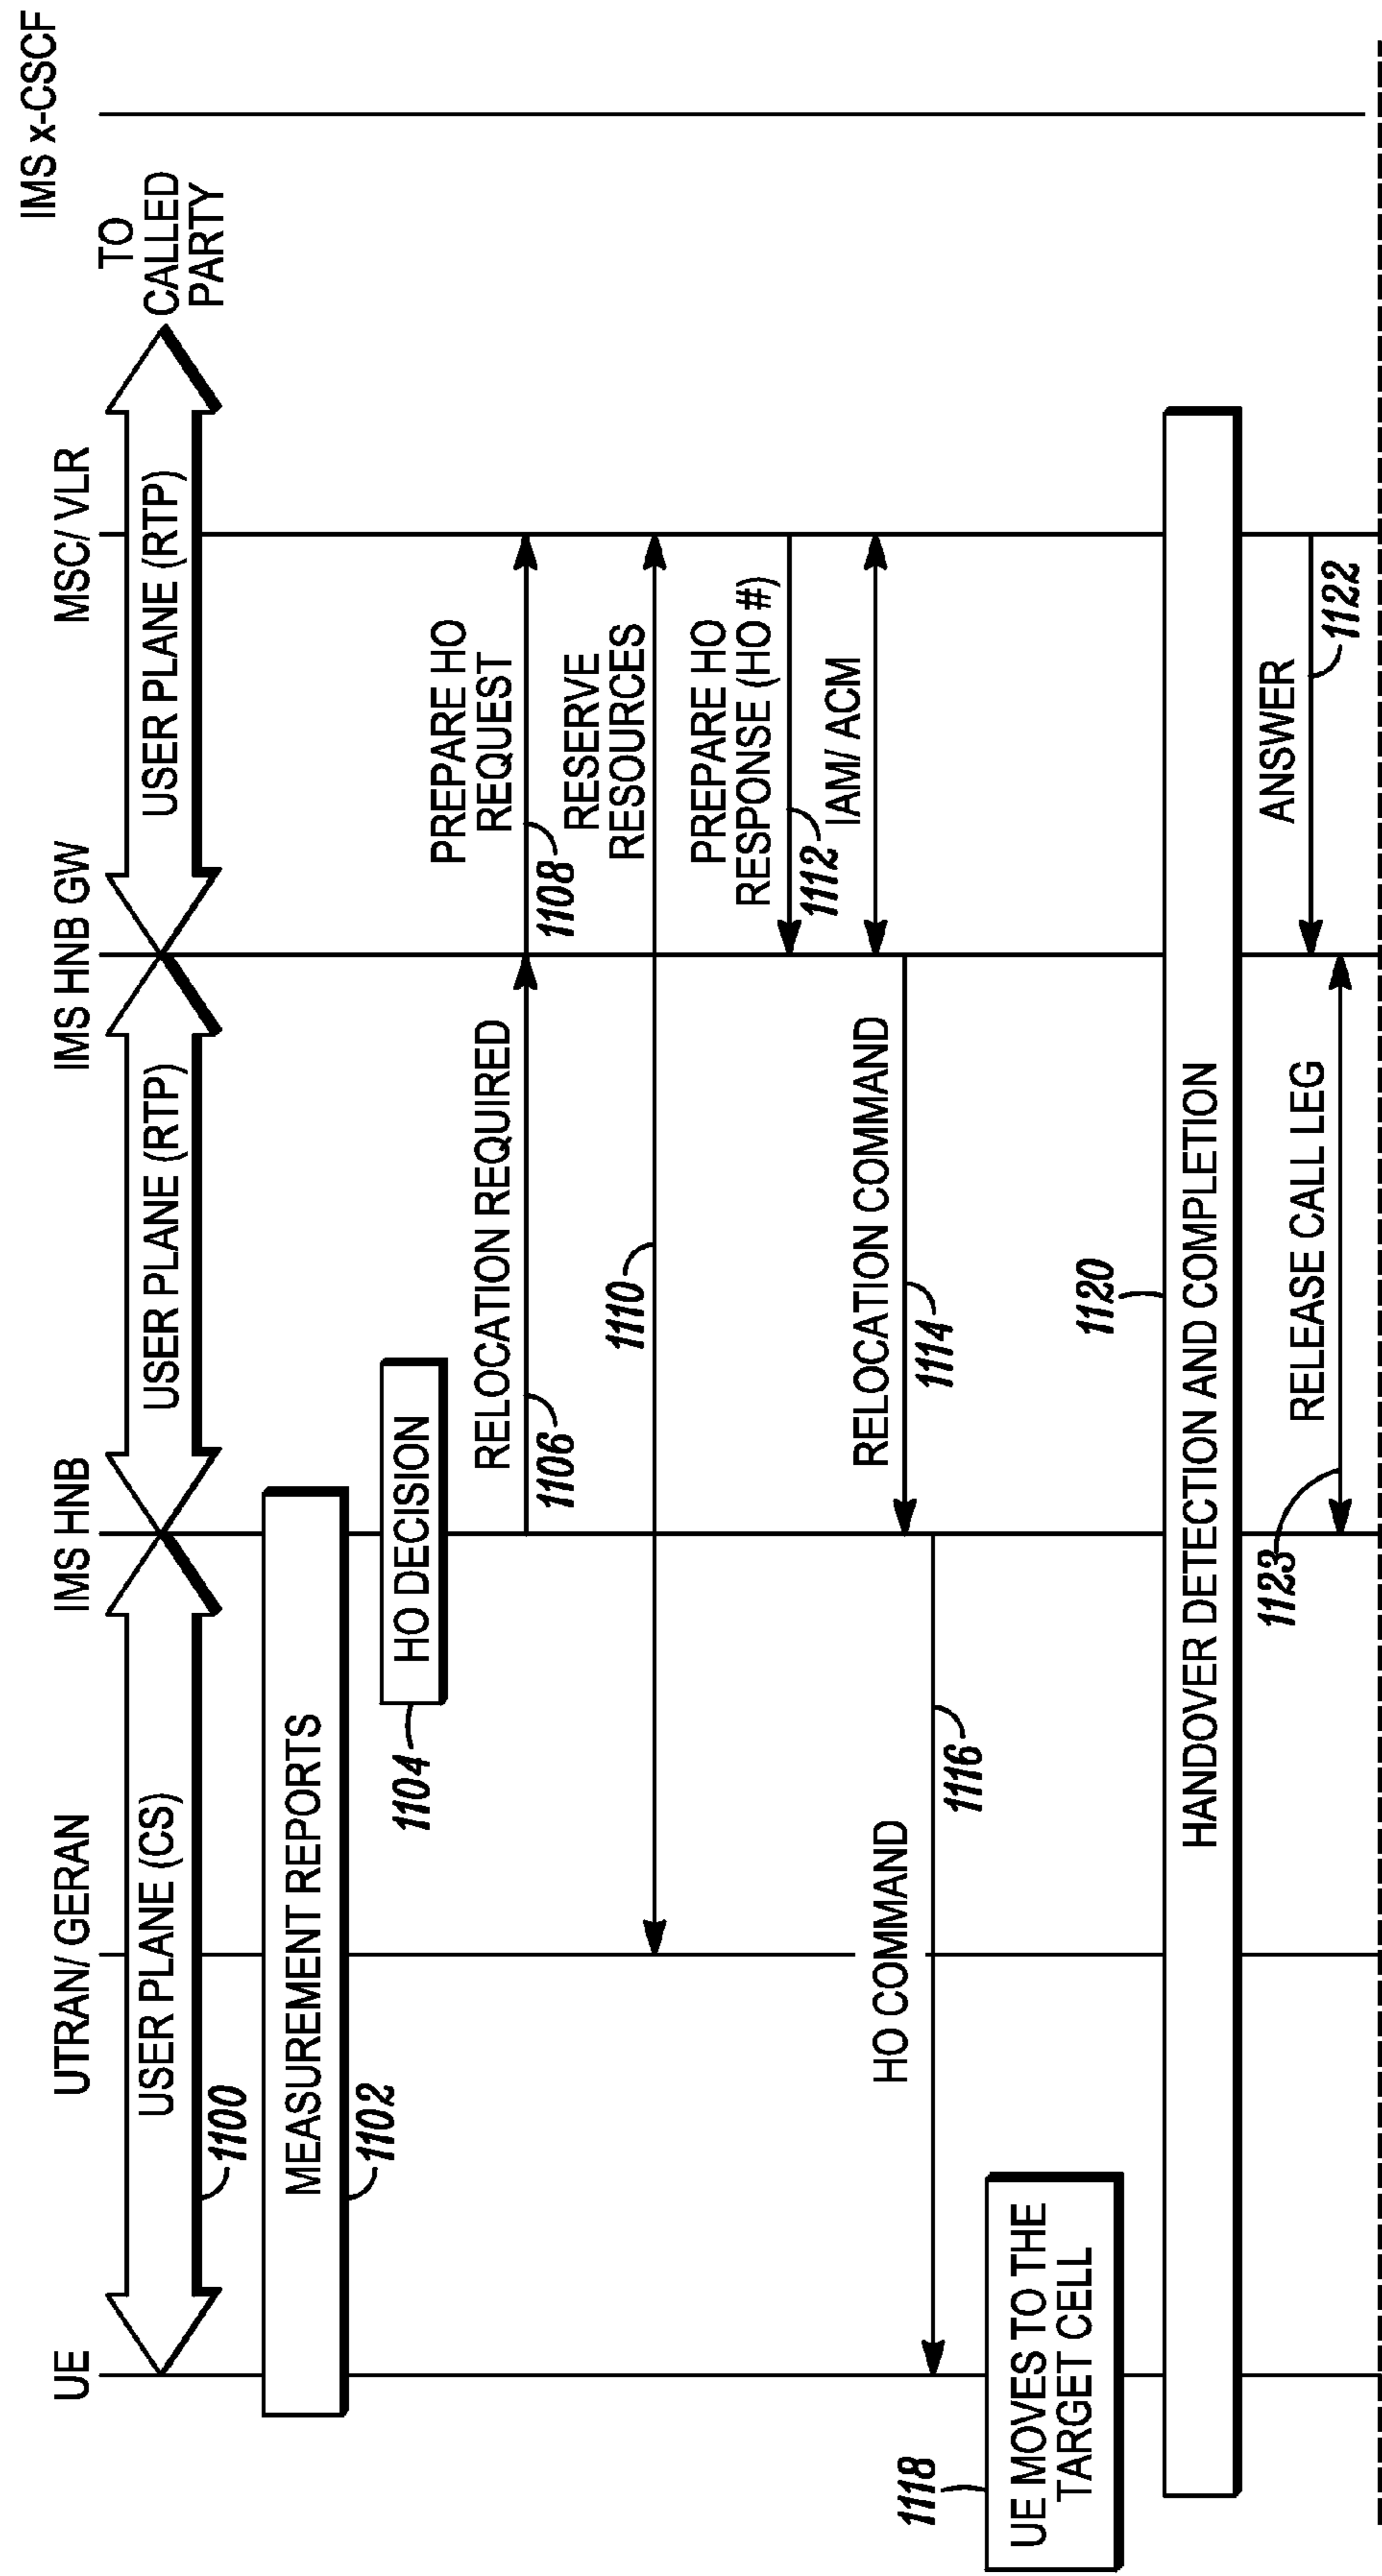 UE
UTRAN/ GERAN
IMS HNB
IMS HNB GW
MSC/ VLR
IMS x-CSCF
USER PLANE (CS)
USER PLANE (RTP)
USER PLANE (RTP)
TO
CALLED
PARTY
1100
MEASUREMENT REPORTS
1102
1104
HO DECISION
RELOCATION REQUIRED
1106
PREPARE HO
REQUEST
1108
RESERVE
RESOURCES
1110
PREPARE HO
RESPONSE (HO #)
1112
IAM/ ACM
RELOCATION COMMAND
1114
HO COMMAND
1116
1118
UE MOVES TO THE
TARGET CELL
1120
HANDOVER DETECTION AND COMPLETION
ANSWER
1122
RELEASE CALL LEG
1123